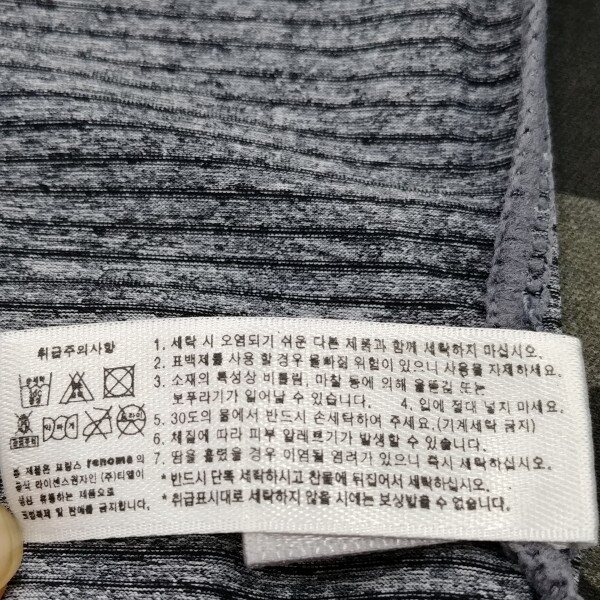 취급주의사항
1. 세탁 시 오염되기 쉬운 다른 제품과 함께 세탁하지 마십시오.
2. 표백제를 사용 할 경우 올빠짐 위험이 있으니 사용을 자제하세요.
3. 소재의 특성상 비틀림, 마찰 등에 의해 올뜯김 또는
보푸라기가 일어날 수 있습니다. 4. 입에 절대 넣지 마세요.
5. 30도의 물에서 반드시 손세탁하여 주세요.(기계세탁 금지)
6. 체질에 따라 피부 알레르기가 발생할 수 있습니다.
7. 땀을 흘렸을 경우 이염될 염려가 있으니 즉시 세탁하십시오.
* 반드시 단독 세탁하시고 찬물에 뒤집어서 세탁하십시오.
* 취급표시대로 세탁하지 않을 시에는 보상받을 수 없습니다.
본 제품은 프랑스 renoma의
공식 라이센스권자인 (주)티엘이
생산 유통하는 제품으로
모방복제 및 판매를 금지합니다.